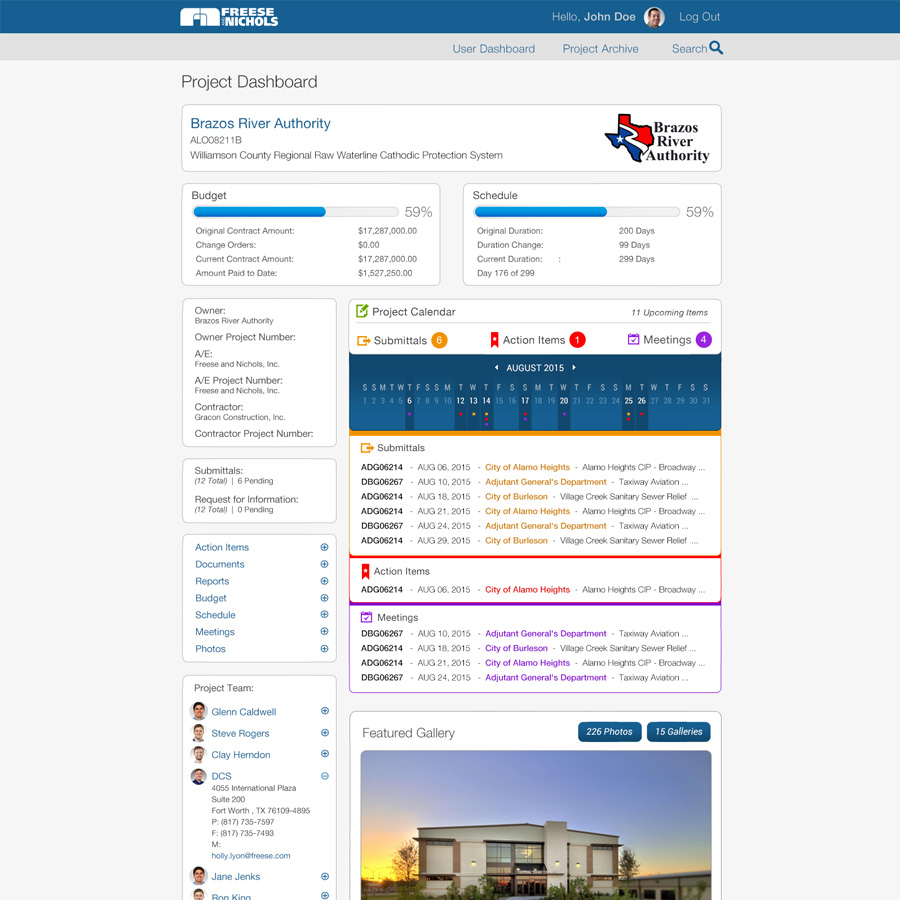 FREESE AND NICHOLS
Hello, John Doe Log Out
User Dashboard Project Archive Search
Project Dashboard
Brazos River Authority
ALO08211B
Williamson County Regional Raw Waterline Cathodic Protection System
Brazos
River
Authority
Budget
59%
Original Contract Amount: $17,287,000.00
Change Orders: $0.00
Current Contract Amount: $17,287,000.00
Amount Paid to Date: $1,527,250.00
Schedule
59%
Original Duration: 200 Days
Duration Change: 99 Days
Current Duration: : 299 Days
Day 176 of 299
Owner:
Brazos River Authority
Owner Project Number:
A/E:
Freese and Nichols, Inc.
A/E Project Number:
Freese and Nichols, Inc.
Contractor:
Gracon Construction, Inc.
Contractor Project Number:
Submittals:
(12 Total) | 6 Pending
Request for Information:
(12 Total) | 0 Pending
Action Items
Documents
Reports
Budget
Schedule
Meetings
Photos
Project Team:
Glenn Caldwell
Steve Rogers
Clay Herndon
DCS
4055 International Plaza
Suite 200
Fort Worth , TX 76109-4895
P: (817) 735-7597
F: (817) 735-7493
M:
holly.lyon@freese.com
Jane Jenks
Ron King
Project Calendar 11 Upcoming Items
Submittals 6 Action Items 1 Meetings 4
AUGUST 2015
S S M T W T F S S M T W T F S S M T W T F S S M T W T F S S
1 2 3 4 5 6 7 8 9 10 11 12 13 14 15 16 17 18 19 20 21 22 23 24 25 26 27 28 29 30 31
Submittals
ADG06214 - AUG 06, 2015 - City of Alamo Heights - Alamo Heights CIP - Broadway ...
DBG06267 - AUG 10, 2015 - Adjutant General's Department - Taxiway Aviation ...
ADG06214 - AUG 18, 2015 - City of Burleson - Village Creek Sanitary Sewer Relief ...
ADG06214 - AUG 21, 2015 - City of Alamo Heights - Alamo Heights CIP - Broadway ...
DBG06267 - AUG 24, 2015 - Adjutant General's Department - Taxiway Aviation ...
ADG06214 - AUG 29, 2015 - City of Burleson - Village Creek Sanitary Sewer Relief ...
Action Items
ADG06214 - AUG 06, 2015 - City of Alamo Heights - Alamo Heights CIP - Broadway ...
Meetings
DBG06267 - AUG 10, 2015 - Adjutant General's Department - Taxiway Aviation ...
ADG06214 - AUG 18, 2015 - City of Burleson - Village Creek Sanitary Sewer Relief ...
ADG06214 - AUG 21, 2015 - City of Alamo Heights - Alamo Heights CIP - Broadway ...
DBG06267 - AUG 24, 2015 - Adjutant General's Department - Taxiway Aviation ...
Featured Gallery 226 Photos 15 Galleries